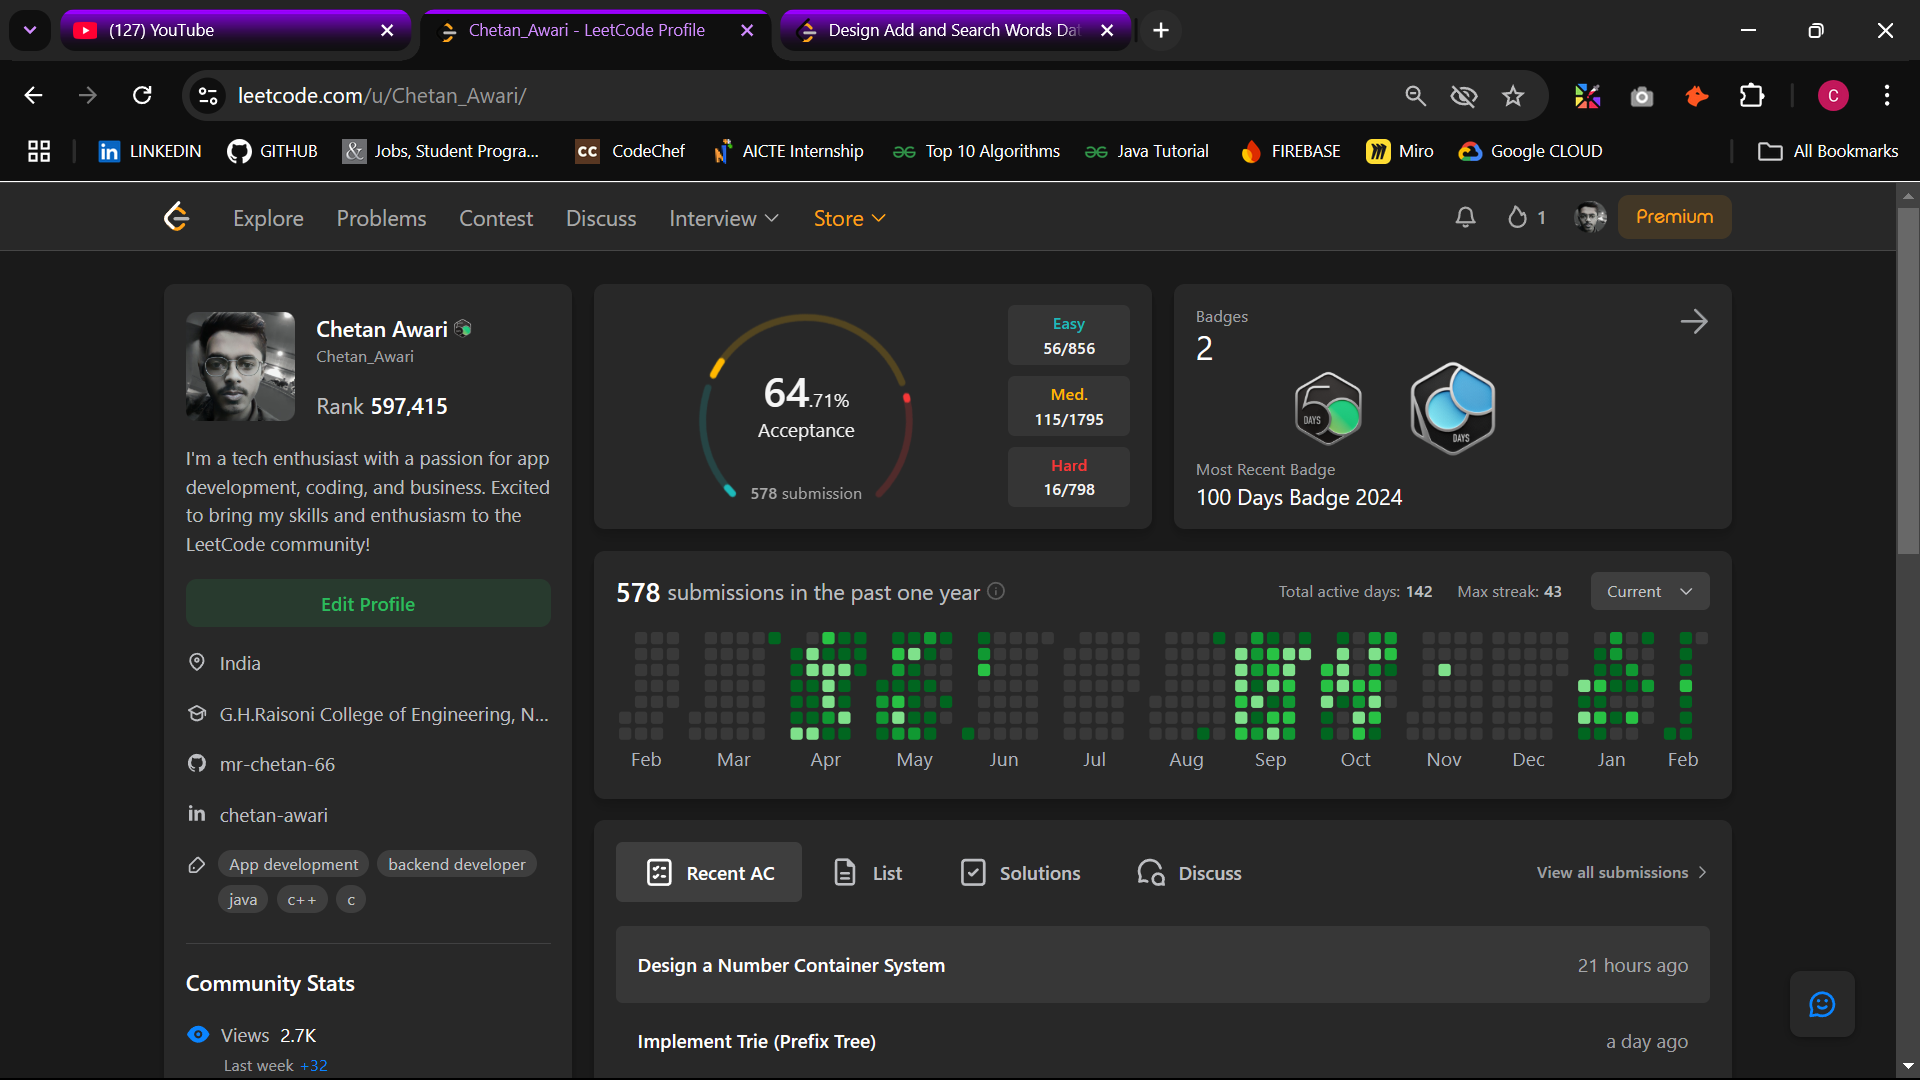 (127) YouTube
Chetan_Awari - LeetCode Profile
Design Add and Search Words Dat
leetcode.com/u/Chetan_Awari/
C
in LINKEDIN
GITHUB
& Jobs, Student Progra...
CC CodeChef
AICTE Internship
Top 10 Algorithms
Java Tutorial
FIREBASE
Miro
Google CLOUD
All Bookmarks
Explore
Problems
Contest
Discuss
Interview
Store
1
Premium
Chetan Awari
Chetan_Awari
Rank 597,415
I'm a tech enthusiast with a passion for app
development, coding, and business. Excited
to bring my skills and enthusiasm to the
LeetCode community!
Edit Profile
India
G.H.Raisoni College of Engineering, N...
mr-chetan-66
in chetan-awari
App development
backend developer
java
c++
c
Community Stats
Views 2.7K
Last week +32
64.71%
Acceptance
578 submission
Easy
56/856
Med.
115/1795
Hard
16/798
Badges
2
50
DAYS
DAYS
Most Recent Badge
100 Days Badge 2024
578 submissions in the past one year
Total active days: 142
Max streak: 43
Current
Feb
Mar
Apr
May
Jun
Jul
Aug
Sep
Oct
Nov
Dec
Jan
Feb
Recent AC
List
Solutions
Discuss
View all submissions
Design a Number Container System
21 hours ago
Implement Trie (Prefix Tree)
a day ago